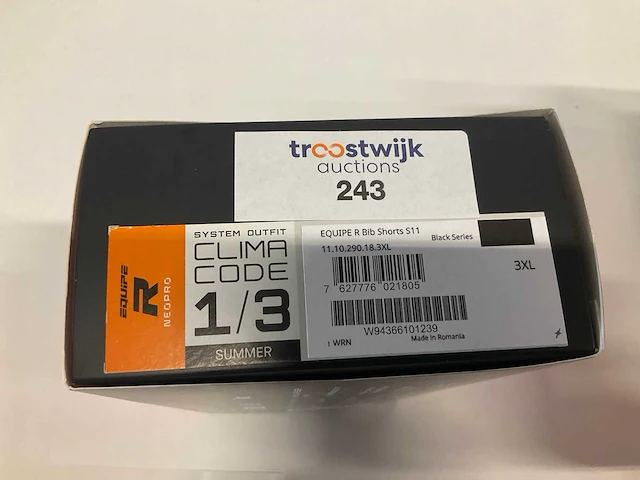 troostwijk
auctions
243
EQUIPE
R
NEOPRO
SYSTEM OUTFIT
CLIMA
CODE
1/3
SUMMER
EQUIPE R Bib Shorts S11 Black Series
11.10.290.18.3XL
3XL
7 627776 021805
W94366101239
WRN Made in Romania